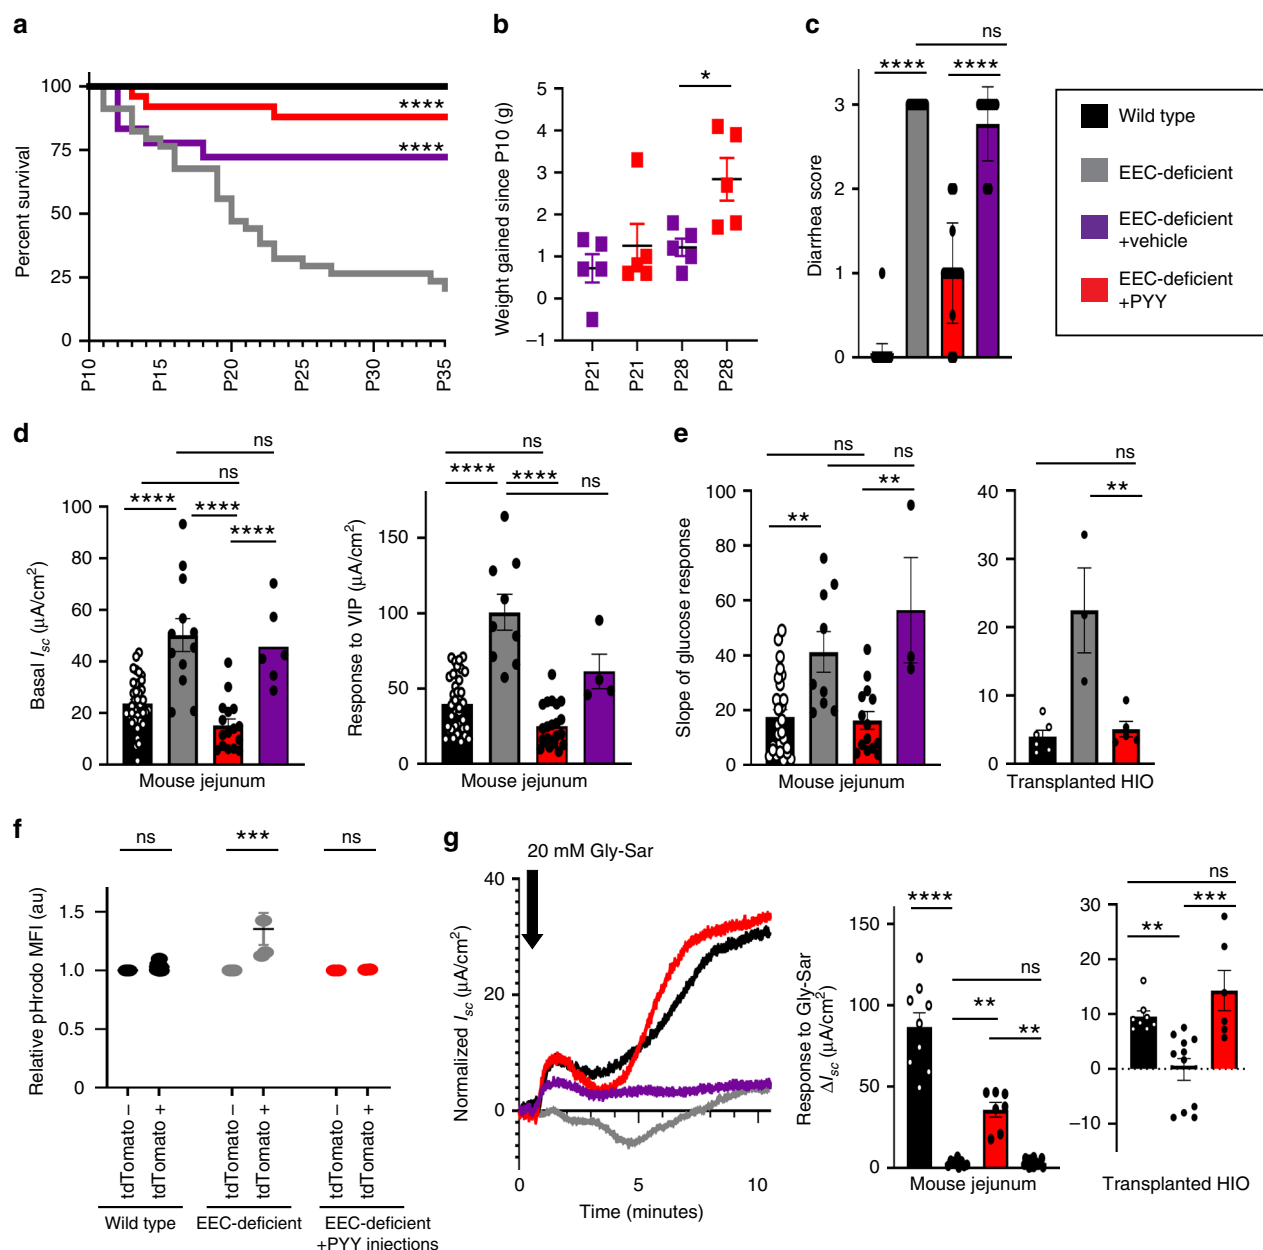 a
Percent survival
100
75
50
25
0
****
****
P10
P15
P20
P25
P30
P35
b
Weight gained since P10 (g)
5
4
3
2
1
0
−1
*
P21
P21
P28
P28
c
Diarrhea score
3
2
1
0
ns
****
****
Wild type
EEC-deficient
EEC-deficient
+vehicle
EEC-deficient
+PYY
d
ns
ns
****
****
****
Basal Isc (μA/cm²)
100
80
60
40
20
0
Mouse jejunum
ns
****
****
ns
Response to VIP (μA/cm²)
150
100
50
0
Mouse jejunum
e
ns
ns
**
**
Slope of glucose response
100
80
60
40
20
0
Mouse jejunum
ns
**
40
30
20
10
0
Transplanted HIO
f
ns
***
ns
Relative pHrodo MFI (au)
1.5
1.0
0.5
0
tdTomato −
tdTomato +
tdTomato −
tdTomato +
tdTomato −
tdTomato +
Wild type
EEC-deficient
EEC-deficient
+PYY injections
g
20 mM Gly-Sar
Normalized Isc (μA/cm²)
40
20
0
0
5
10
Time (minutes)
Response to Gly-Sar
ΔIsc (μA/cm²)
150
100
50
0
****
ns
**
**
Mouse jejunum
ns
***
**
30
20
10
0
−10
Transplanted HIO